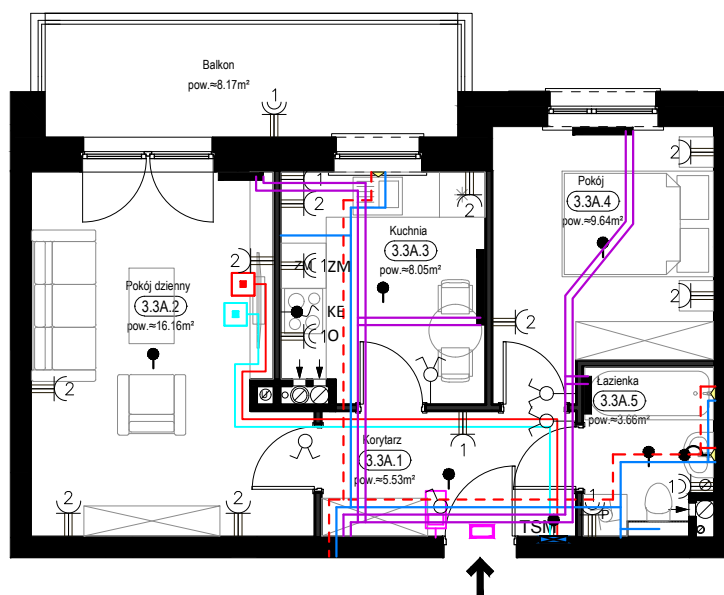 Balkon
pow.≈8.17m²
1
2
1
2
2
2
Pokój
3.3A.4
pow.≈9.64m²
Kuchnia
3.3A.3
pow.≈8.05m²
2
ZM 1 ZM
Pokój dzienny
3.3A.2
pow.≈16.16m²
2
KE
2
1O
2
Łazienka
3.3A.5
pow.≈3.66m²
1
Korytarz
3.3A.1
pow.≈5.53m²
1
2
2
1
P
TSM